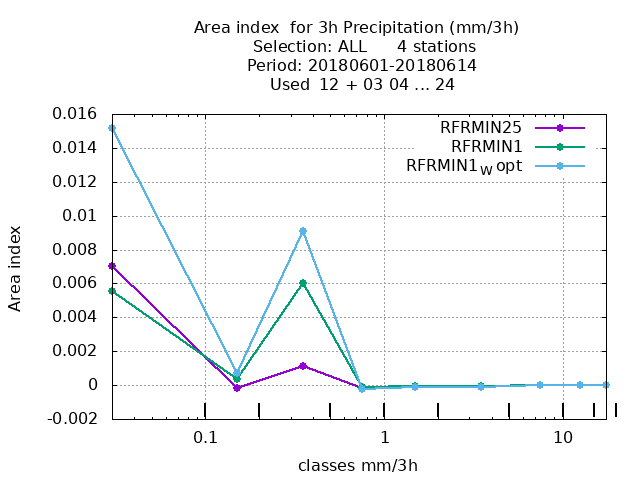 Area index  for 3h Precipitation (mm/3h)
Selection: ALL      4 stations
Period: 20180601-20180614
Used  12 + 03 04 ... 24
0.016
0.014
0.012
0.01
0.008
0.006
0.004
0.002
0
-0.002
Area index
RFRMIN25
RFRMIN1
RFRMIN1W opt
0.1
1
10
classes mm/3h